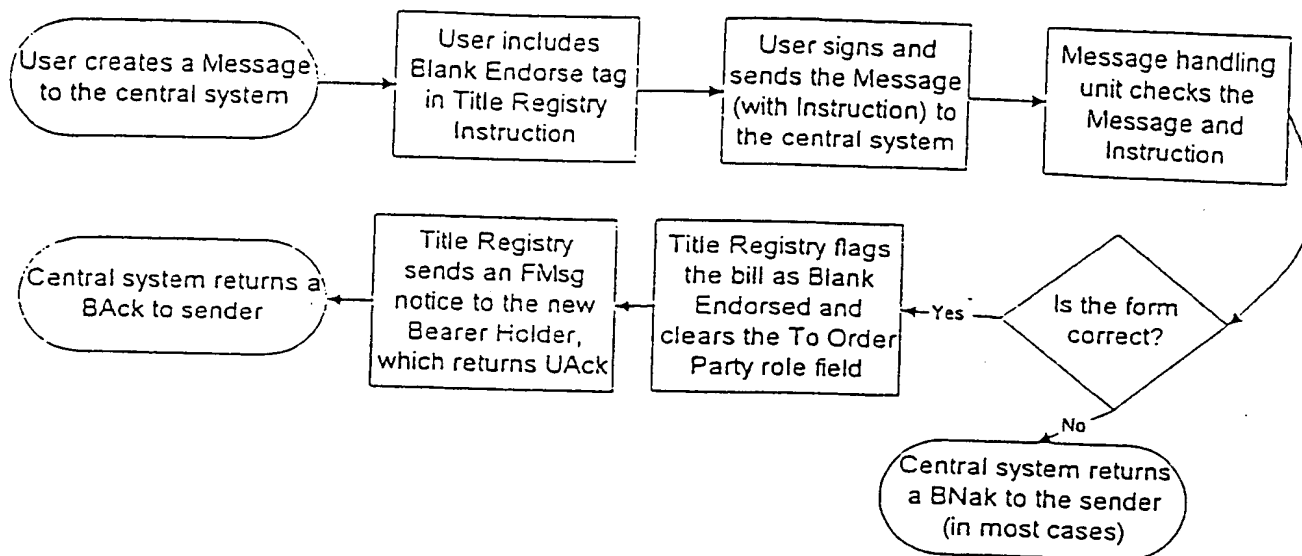 User creates a Message
to the central system
User includes
Blank Endorse tag
in Title Registry
Instruction
User signs and
sends the Message
(with Instruction) to
the central system
Message handling
unit checks the
Message and
Instruction
Is the form
correct?
Yes
Title Registry flags
the bill as Blank
Endorsed and
clears the To Order
Party role field
Title Registry
sends an FMsg
notice to the new
Bearer Holder,
which returns UAck
Central system returns a
BAck to sender
No
Central system returns
a BNak to the sender
(in most cases)